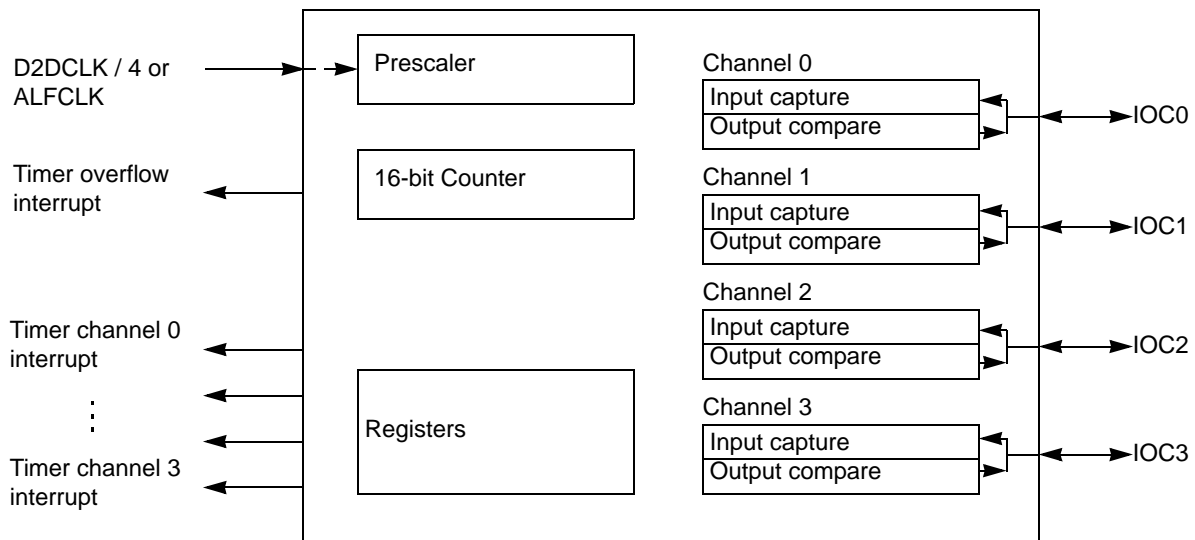 D2DCLK / 4 or
ALFCLK
Timer overflow
interrupt
Timer channel 0
interrupt
Timer channel 3
interrupt
Prescaler
16-bit Counter
Registers
Channel 0
Input capture
Output compare
IOC0
Channel 1
Input capture
Output compare
IOC1
Channel 2
Input capture
Output compare
IOC2
Channel 3
Input capture
Output compare
IOC3